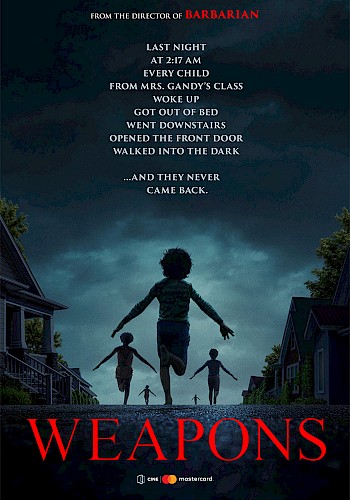 FROM THE DIRECTOR OF BARBARIAN
LAST NIGHT
AT 2:17 AM
EVERY CHILD
FROM MRS. GANDY'S CLASS
WOKE UP
GOT OUT OF BED
WENT DOWNSTAIRS
OPENED THE FRONT DOOR
WALKED INTO THE DARK
...AND THEY NEVER
CAME BACK.
WEAPONS
CINE mastercard